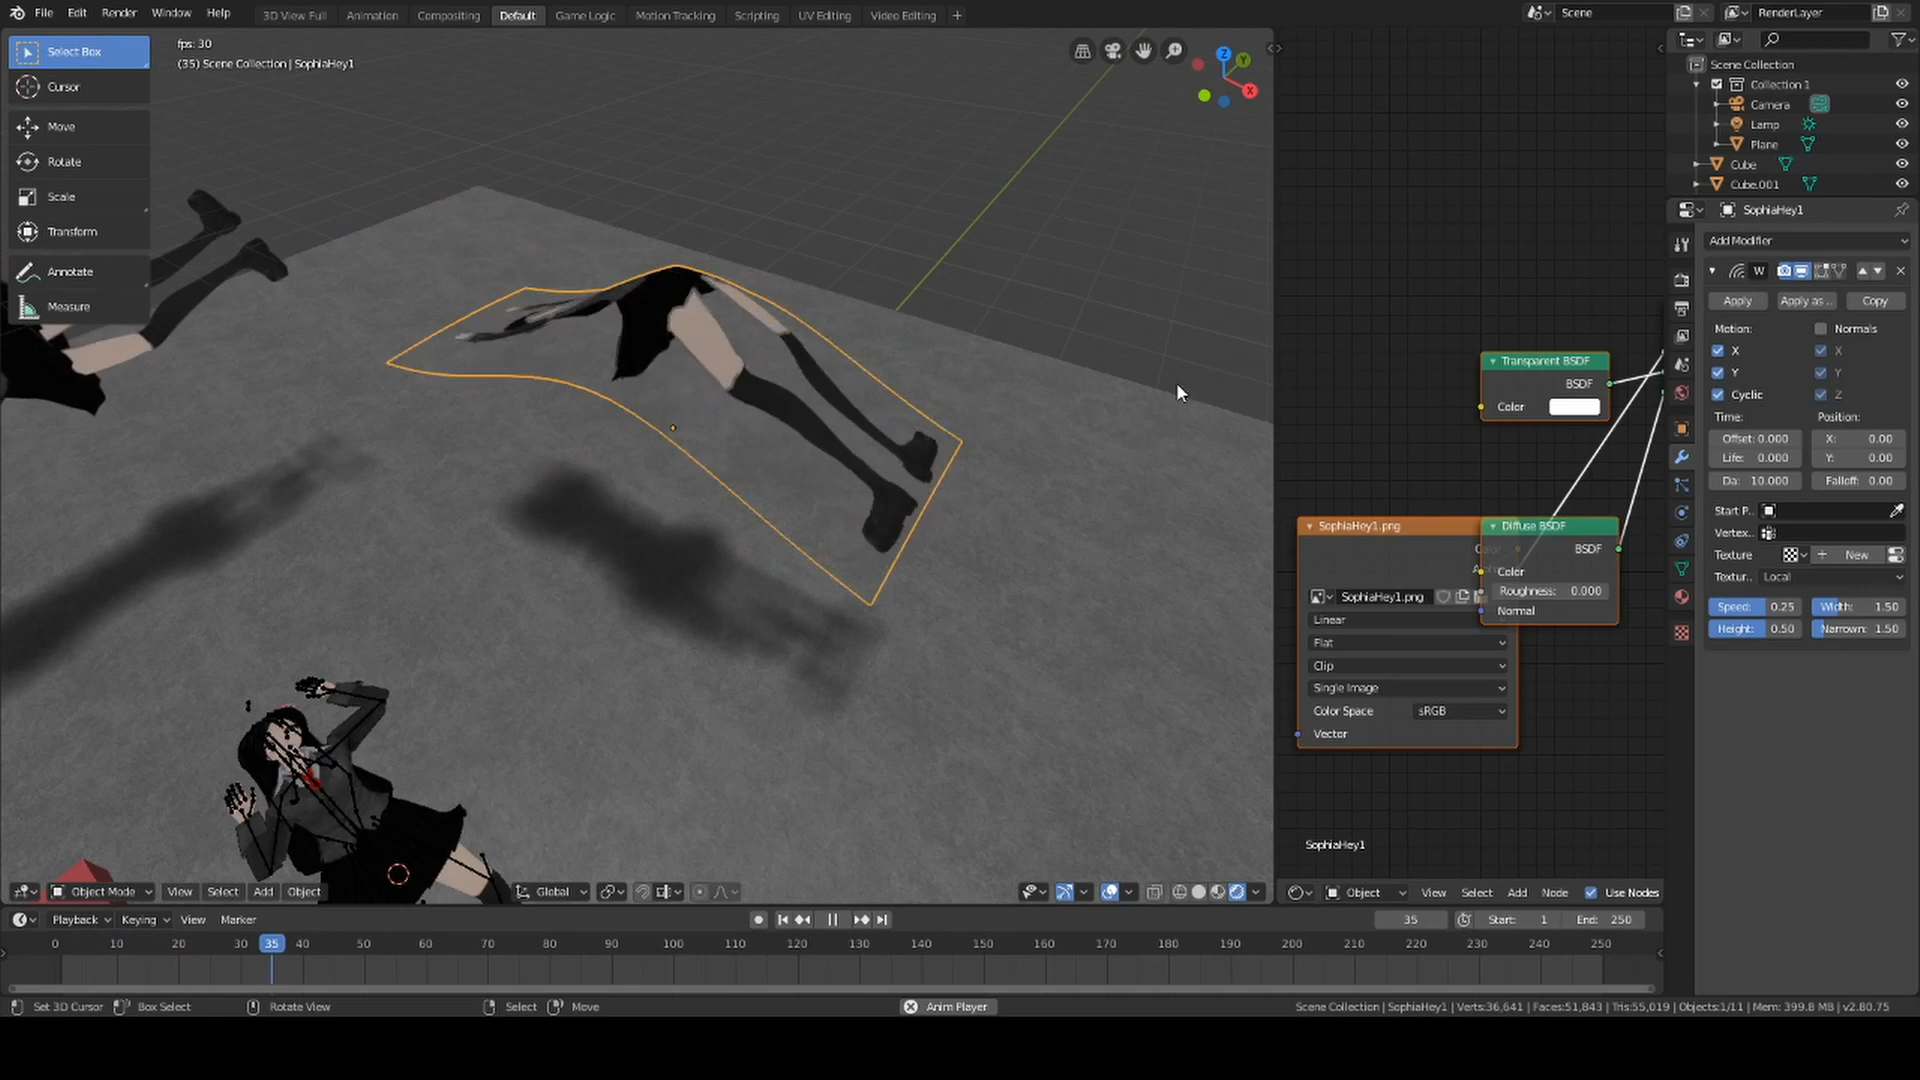 File Edit Render Window Help 3D View Full Animation Compositing Default Game Logic Motion Tracking Scripting UV Editing Video Editing + Scene RenderLayer
Select Box
Cursor
Move
Rotate
Scale
Transform
Annotate
Measure
fps: 30
(35) Scene Collection | SophiaHey1
Z
Y
X
Transparent BSDF
BSDF
Color
SophiaHey1.png
SophiaHey1.png
Linear
Flat
Clip
Single Image
Color Space sRGB
Vector
Diffuse BSDF
BSDF
Color
Roughness: 0.000
Normal
SophiaHey1
Scene Collection
Collection 1
Camera
Lamp
Plane
Cube
Cube.001
SophiaHey1
Add Modifier
W
Apply Apply as .. Copy
Motion: Normals
X X
Y Y
Cyclic Z
Time: Position:
Offset: 0.000 X: 0.00
Life: 0.000 Y: 0.00
Da: 10.000 Falloff: 0.00
Start P..
Vertex..
Texture New
Textur.. Local
Speed: 0.25 Width: 1.50
Height: 0.50 Narrown: 1.50
Object Mode View Select Add Object Global
Object View Select Add Node Use Nodes
Playback Keying View Marker 35 Start: 1 End: 250
0 10 20 30 35 40 50 60 70 80 90 100 110 120 130 140 150 160 170 180 190 200 210 220 230 240 250
Set 3D Cursor Box Select Rotate View Select Move Anim Player Scene Collection | SophiaHey1 | Verts:36,641 | Faces:51,843 | Tris:55,019 | Objects:1/11 | Mem: 399.8 MB | v2.80.75